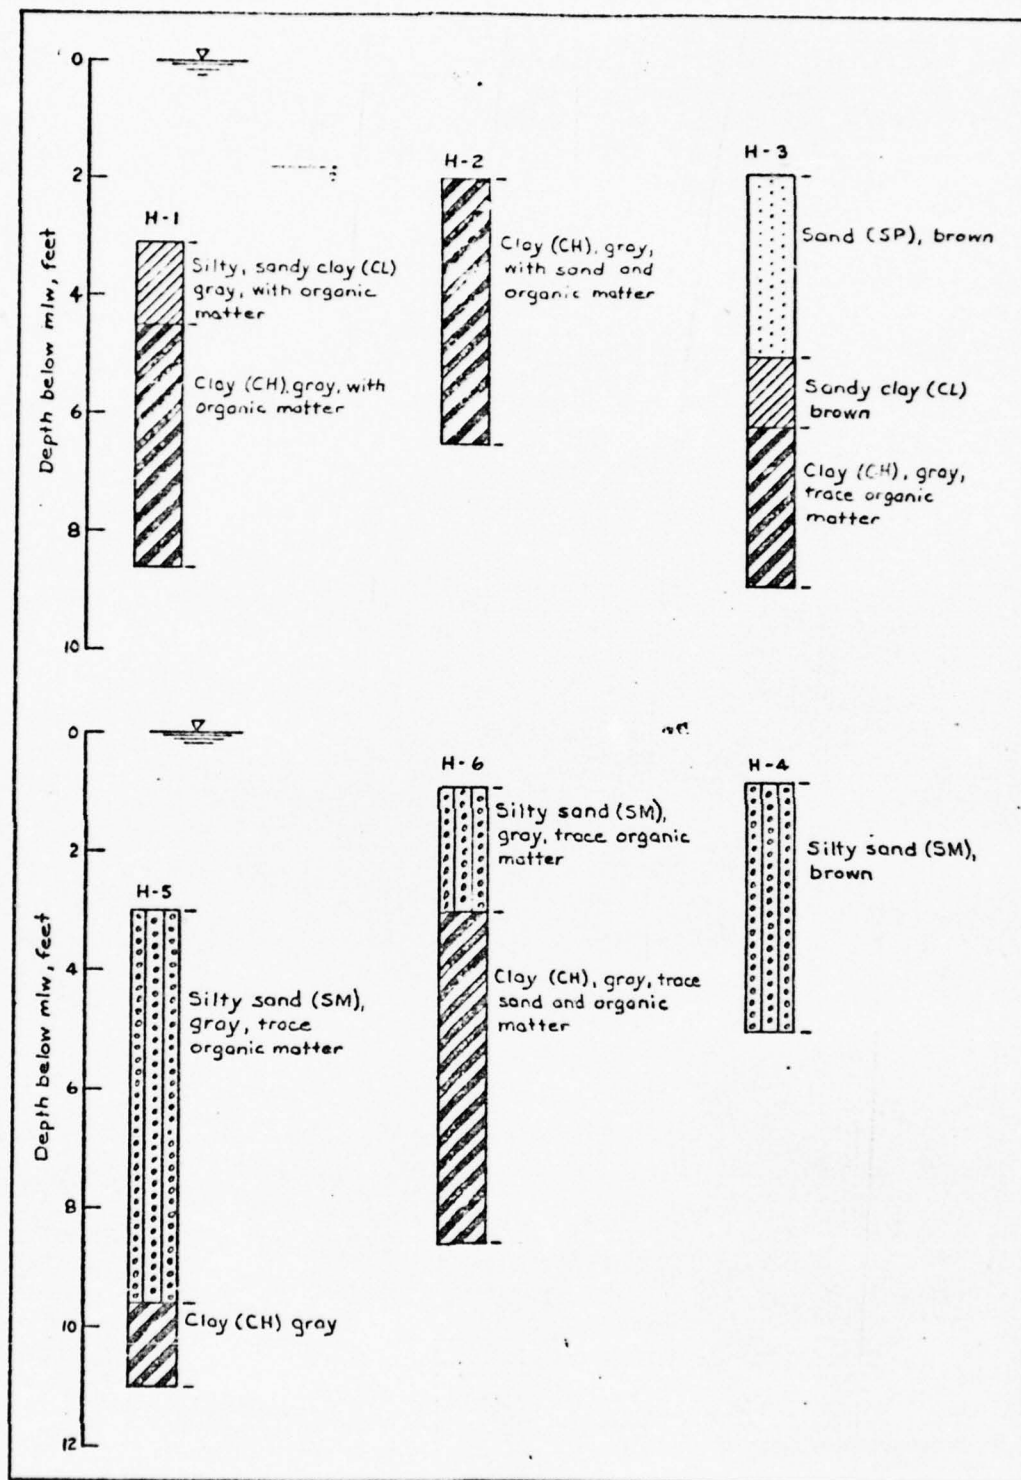 0
2
4
6
8
10
Depth below mlw, feet
H-1
Silty, sandy clay (CL)
gray, with organic
matter
Clay (CH), gray, with
organic matter
H-2
Clay (CH), gray,
with sand and
organic matter
H-3
Sand (SP), brown
Sandy clay (CL)
brown
Clay (CH), gray,
trace organic
matter
0
2
4
6
8
10
12
Depth below mlw, feet
H-5
Silty sand (SM),
gray, trace
organic matter
Clay (CH) gray
H-6
Silty sand (SM),
gray, trace organic
matter
Clay (CH), gray, trace
sand and organic
matter
H-4
Silty sand (SM),
brown